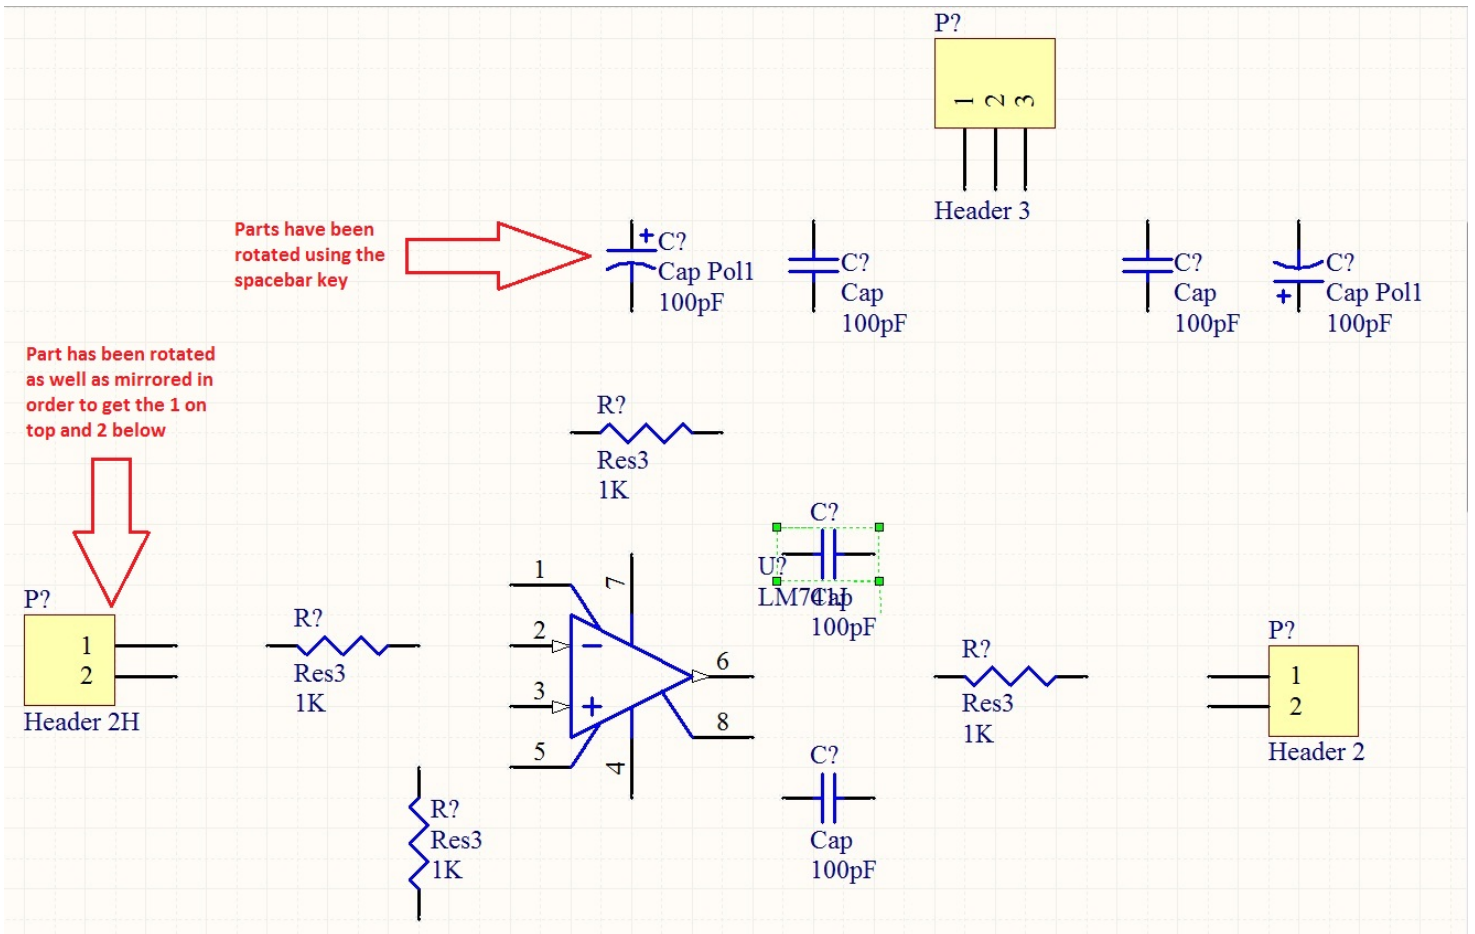 P?
1
2
3
Header 3
Parts have been
rotated using the
spacebar key
+
C?
Cap Pol1
100pF
C?
Cap
100pF
C?
Cap
100pF
C?
Cap Pol1
+
100pF
Part has been rotated
as well as mirrored in
order to get the 1 on
top and 2 below
R?
Res3
1K
C?
U?
Cap
100pF
P?
1
2
Header 2H
R?
Res3
1K
1
7
2
−
3
+
5
4
6
8
R?
Res3
1K
P?
1
2
Header 2
C?
Cap
100pF
R?
Res3
1K